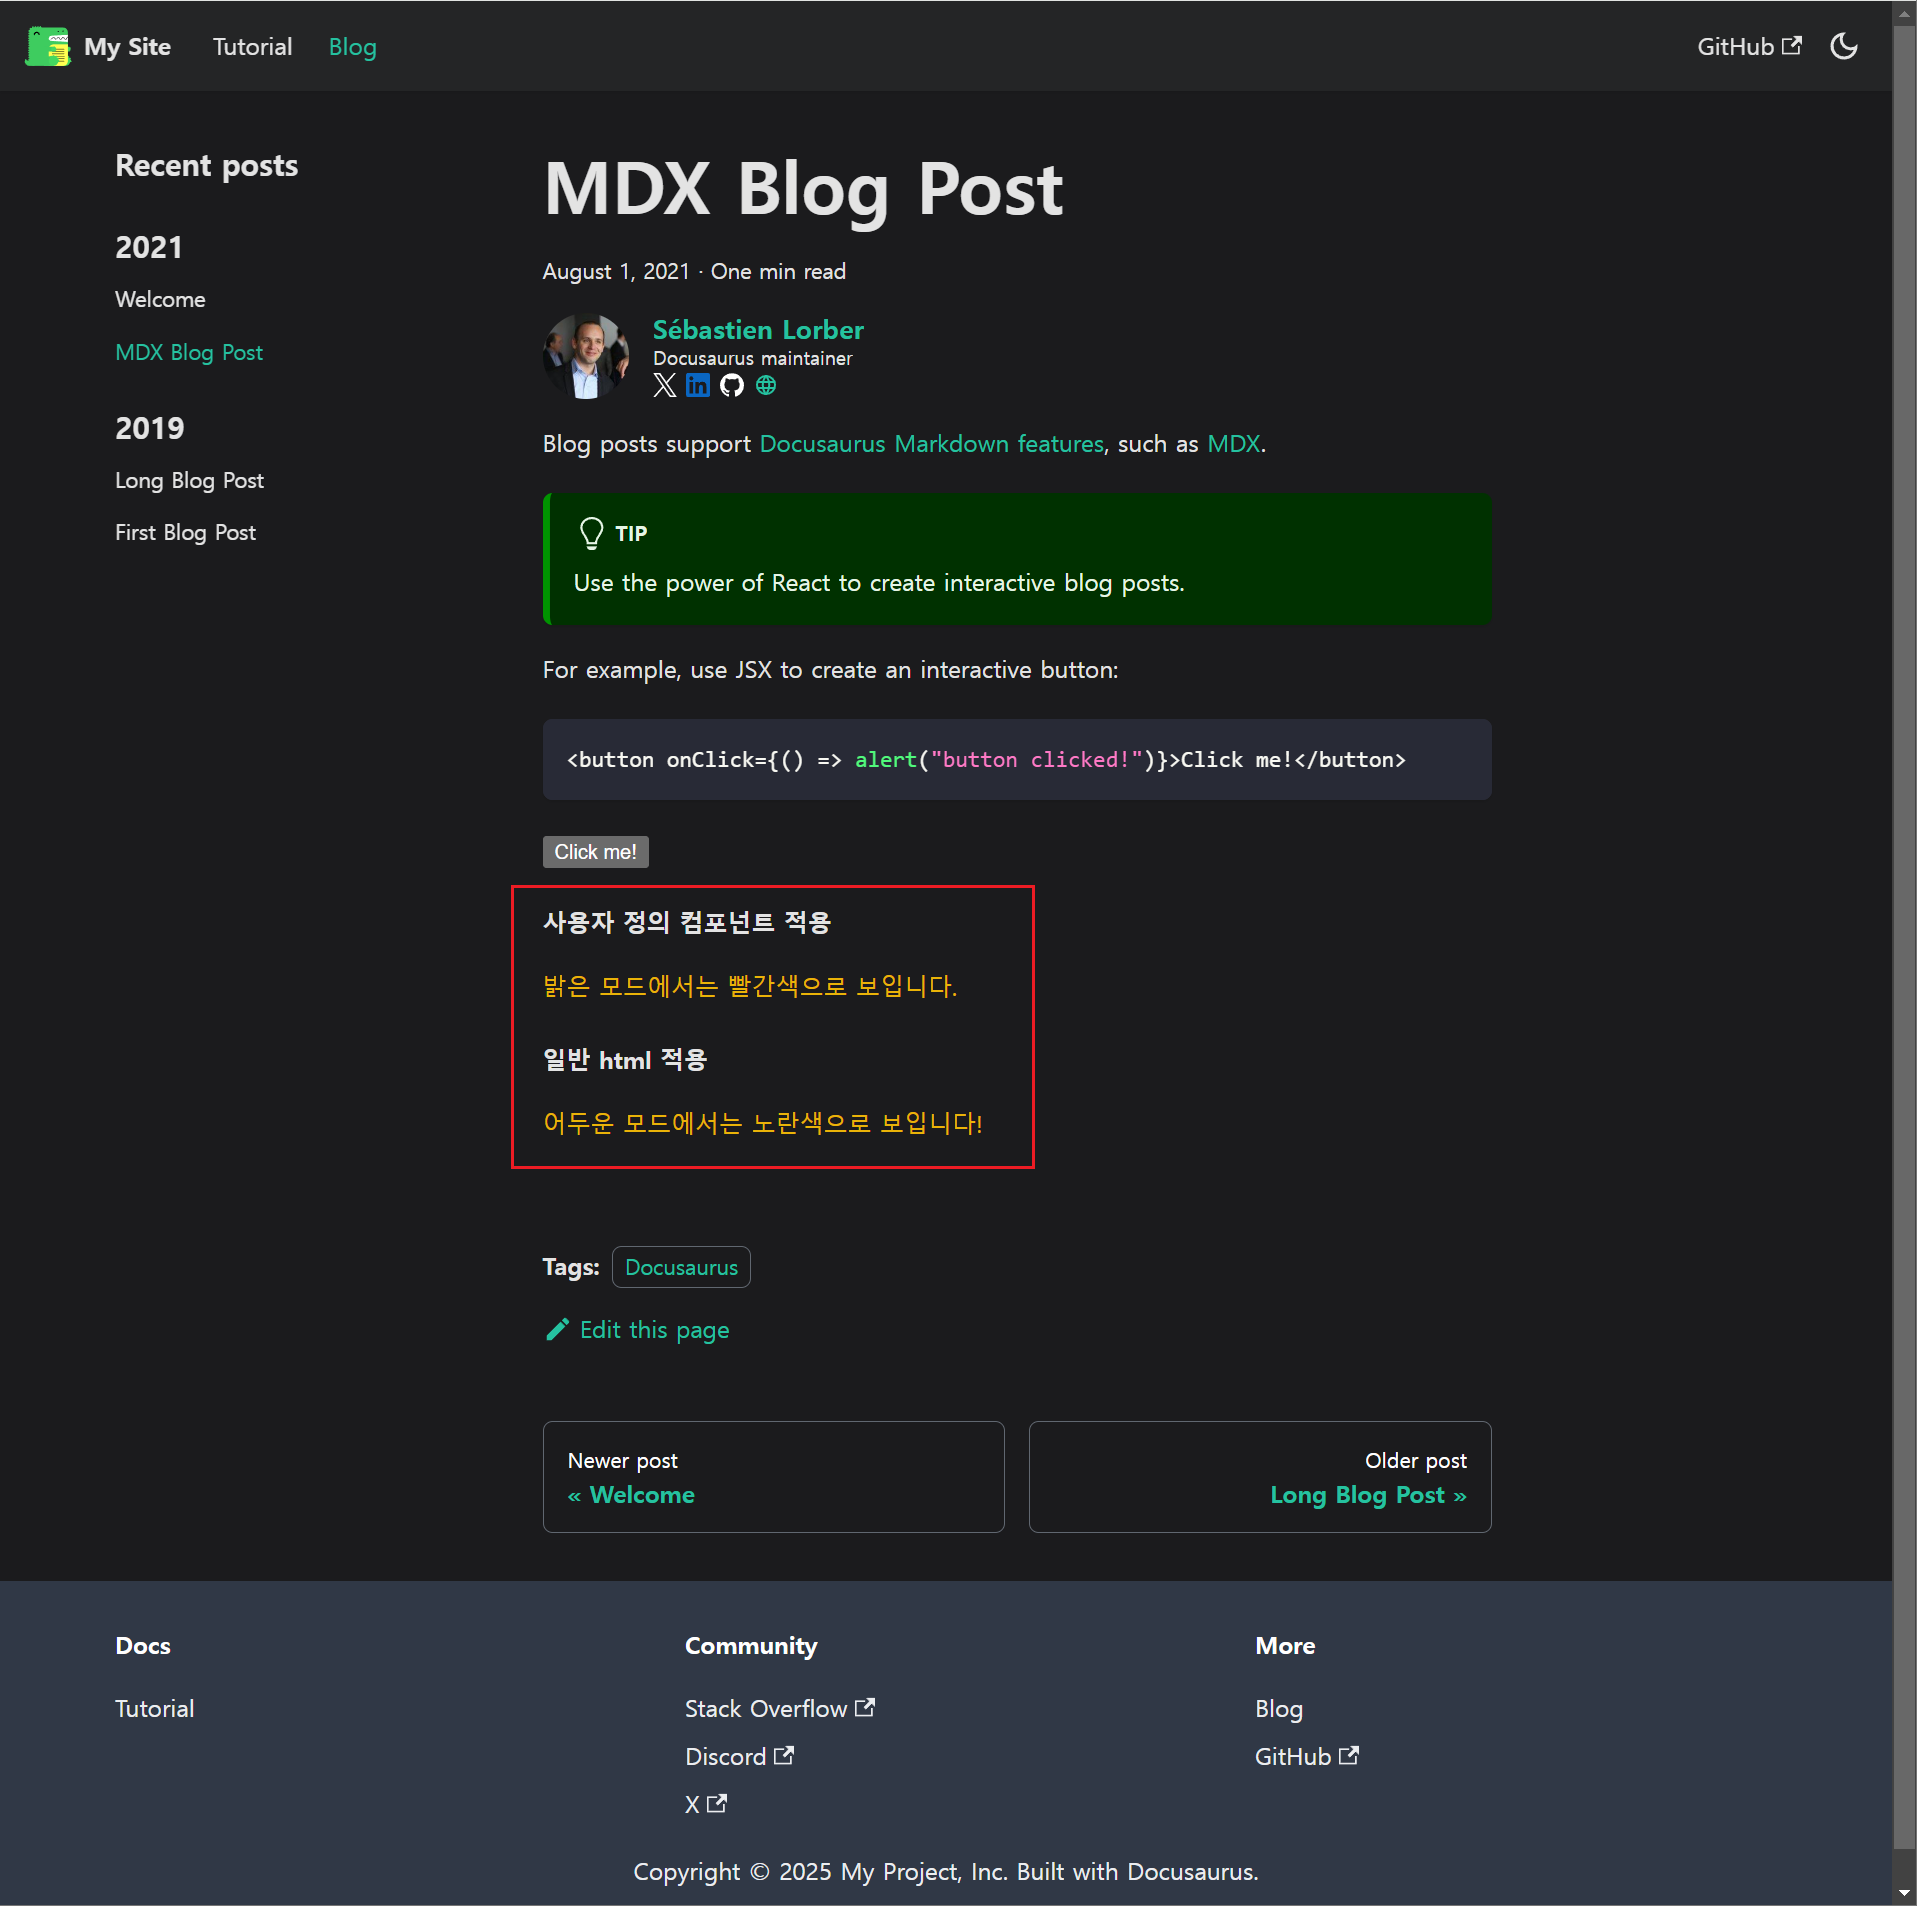 My Site
Tutorial
Blog
GitHub
Recent posts
2021
Welcome
MDX Blog Post
2019
Long Blog Post
First Blog Post
MDX Blog Post
August 1, 2021 · One min read
Sébastien Lorber
Docusaurus maintainer
Blog posts support Docusaurus Markdown features, such as MDX.
TIP
Use the power of React to create interactive blog posts.
For example, use JSX to create an interactive button:
<button onClick={() => alert("button clicked!")}>Click me!</button>
Click me!
사용자 정의 컴포넌트 적용
밝은 모드에서는 빨간색으로 보입니다.
일반 html 적용
어두운 모드에서는 노란색으로 보입니다!
Tags: Docusaurus
Edit this page
Newer post
« Welcome
Older post
Long Blog Post »
Docs
Tutorial
Community
Stack Overflow
Discord
X
More
Blog
GitHub
Copyright © 2025 My Project, Inc. Built with Docusaurus.